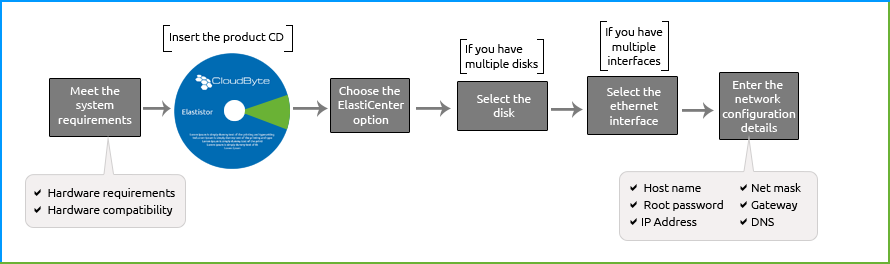 Meet the
system
requirements
Hardware requirements
Hardware compatibility
[Insert the product CD]
CloudByte
Elastistor
Choose the
ElastiCenter
option
[If you have
multiple disks]
Select the
disk
[If you have
multiple
interfaces]
Select the
ethernet
interface
Enter the
network
configuration
details
Host name
Root password
IP Address
Net mask
Gateway
DNS